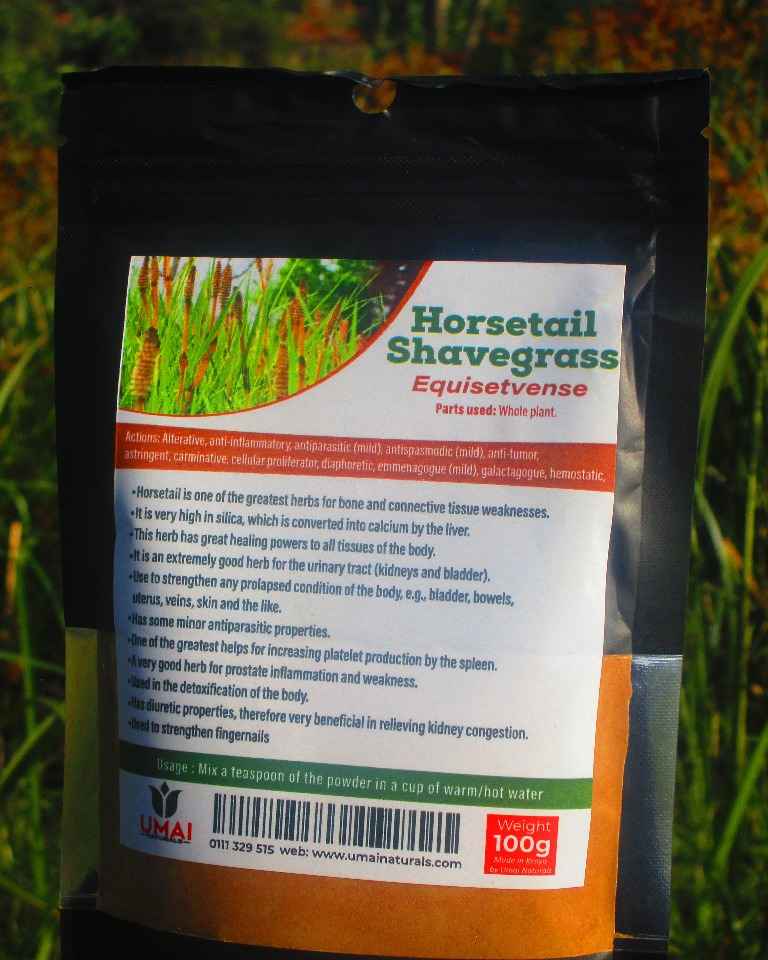 Horsetail
Shavegrass
Equisetvense
Parts used: Whole plant.
Actions: Alterative, anti-inflammatory, antiparasitic (mild), antispasmodic (mild), anti-tumor,
astringent, carminative, cellular proliferator, diaphoretic, emmenagogue (mild), galactagogue, hemostatic,
•Horsetail is one of the greatest herbs for bone and connective tissue weaknesses.
•It is very high in silica, which is converted into calcium by the liver.
•This herb has great healing powers to all tissues of the body.
•It is an extremely good herb for the urinary tract (kidneys and bladder).
•Use to strengthen any prolapsed condition of the body, e.g., bladder, bowels,
uterus, veins, skin and the like.
•Has some minor antiparasitic properties.
•One of the greatest helps for increasing platelet production by the spleen.
•A very good herb for prostate inflammation and weakness.
•Used in the detoxification of the body.
•Has diuretic properties, therefore very beneficial in relieving kidney congestion.
•Used to strengthen fingernails
Usage : Mix a teaspoon of the powder in a cup of warm/hot water
UMAI
NATURALS
0111 329 515 web: www.umainaturals.com
Weight
100g
Made in Kenya
by Umai Naturals